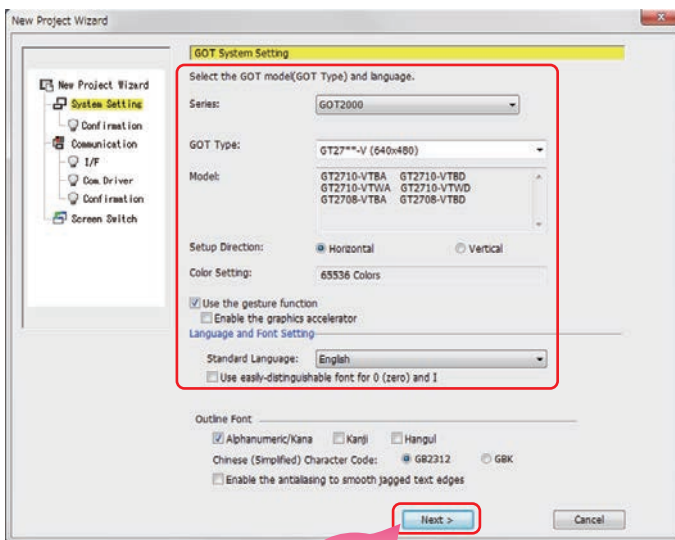 New Project Wizard
GOT System Setting
Select the GOT model(GOT Type) and language.
New Project Wizard
System Setting
Confirmation
Communication
I/F
Com. Driver
Confirmation
Screen Switch
Series:
GOT2000
GOT Type:
GT27**-V (640x480)
Model:
GT2710-VTBA GT2710-VTBD
GT2710-VTWA GT2710-VTWD
GT2708-VTBA GT2708-VTBD
Setup Direction:
Horizontal
Vertical
Color Setting:
65536 Colors
Use the gesture function
Enable the graphics accelerator
Language and Font Setting
Standard Language:
English
Use easily-distinguishable font for 0 (zero) and I
Outline Font
Alphanumeric/Kana
Kanji
Hangul
Chinese (Simplified) Character Code:
GB2312
GBK
Enable the antialiasing to smooth jagged text edges
Next >
Cancel